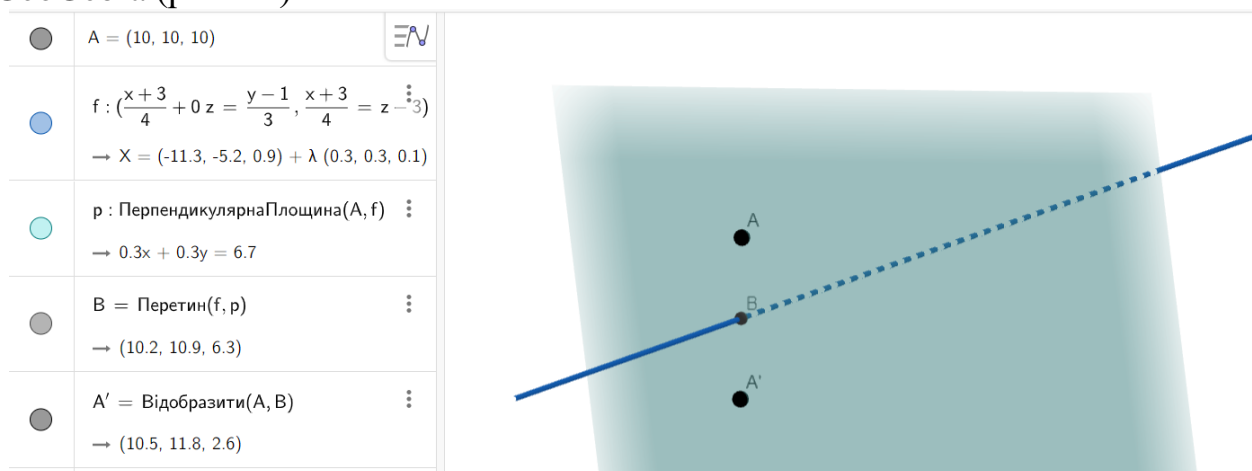 A = (10, 10, 10)
f : (x + 3 / 4 + 0 z = y − 1 / 3 , x + 3 / 4 = z − 3)
→ X = (-11.3, -5.2, 0.9) + λ (0.3, 0.3, 0.1)
p : ПерпендикулярнаПлощина(A, f)
→ 0.3x + 0.3y = 6.7
B = Перетин(f, p)
→ (10.2, 10.9, 6.3)
A′ = Відобразити(A, B)
→ (10.5, 11.8, 2.6)
A
B
A'